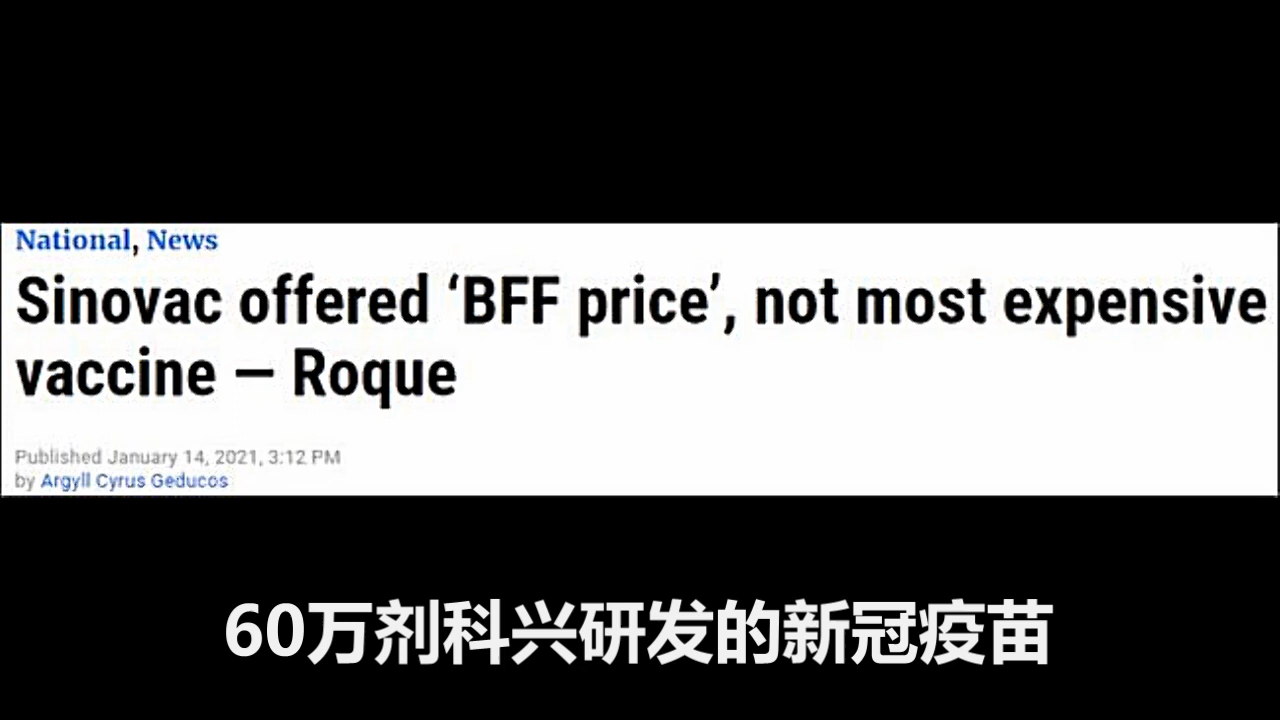 National, News
Sinovac offered ‘BFF price’, not most expensive
vaccine — Roque
Published January 14, 2021, 3:12 PM
by Argyll Cyrus Geducos
60万剂科兴研发的新冠疫苗